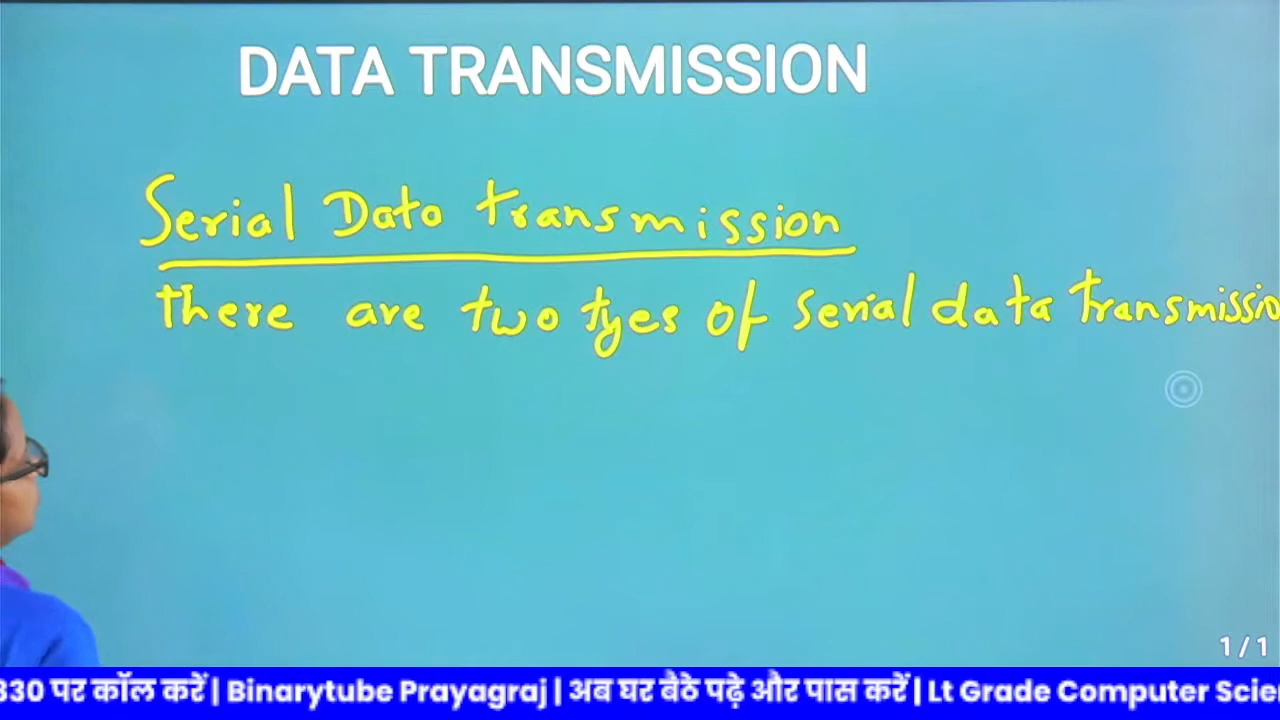 DATA TRANSMISSION
Serial Data transmission
there are two tyes of serial data transmissio
1 / 1
330 पर कॉल करें | Binarytube Prayagraj | अब घर बैठे पढ़े और पास करें | Lt Grade Computer Scie